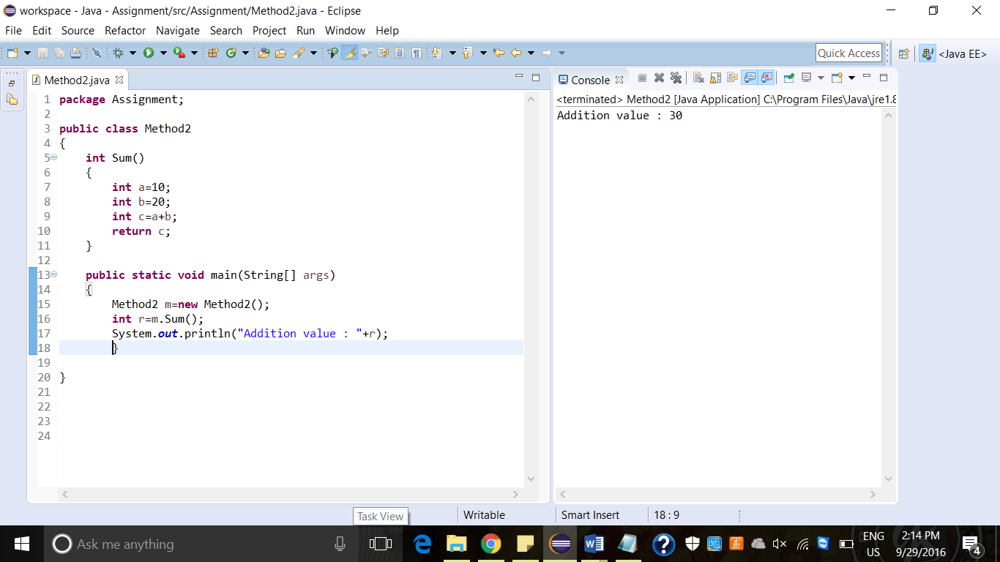 workspace - Java - Assignment/src/Assignment/Method2.java - Eclipse
File Edit Source Refactor Navigate Search Project Run Window Help
Quick Access
<Java EE>
Method2.java
1 package Assignment;
2
3 public class Method2
4 {
5 int Sum()
6 {
7 int a=10;
8 int b=20;
9 int c=a+b;
10 return c;
11 }
12
13 public static void main(String[] args)
14 {
15 Method2 m=new Method2();
16 int r=m.Sum();
17 System.out.println("Addition value : "+r);
18 }
19
20 }
21
22
23
24
Console
<terminated> Method2 [Java Application] C:\Program Files\Java\jre1.8
Addition value : 30
Task View
Writable
Smart Insert
18 : 9
Ask me anything
ENG
US
2:14 PM
9/29/2016
4